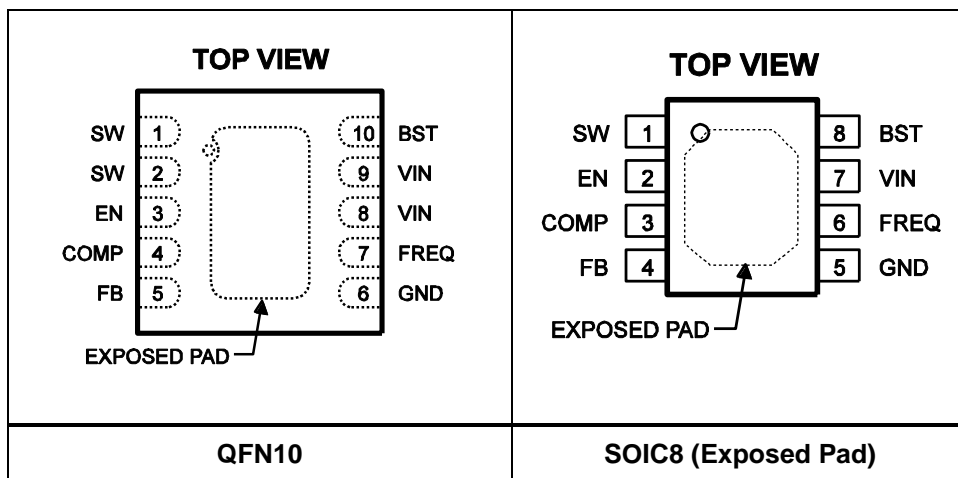 TOP VIEW
SW 1 10 BST
SW 2 9 VIN
EN 3 8 VIN
COMP 4 7 FREQ
FB 5 6 GND
EXPOSED PAD
QFN10
TOP VIEW
SW 1 8 BST
EN 2 7 VIN
COMP 3 6 FREQ
FB 4 5 GND
EXPOSED PAD
SOIC8 (Exposed Pad)